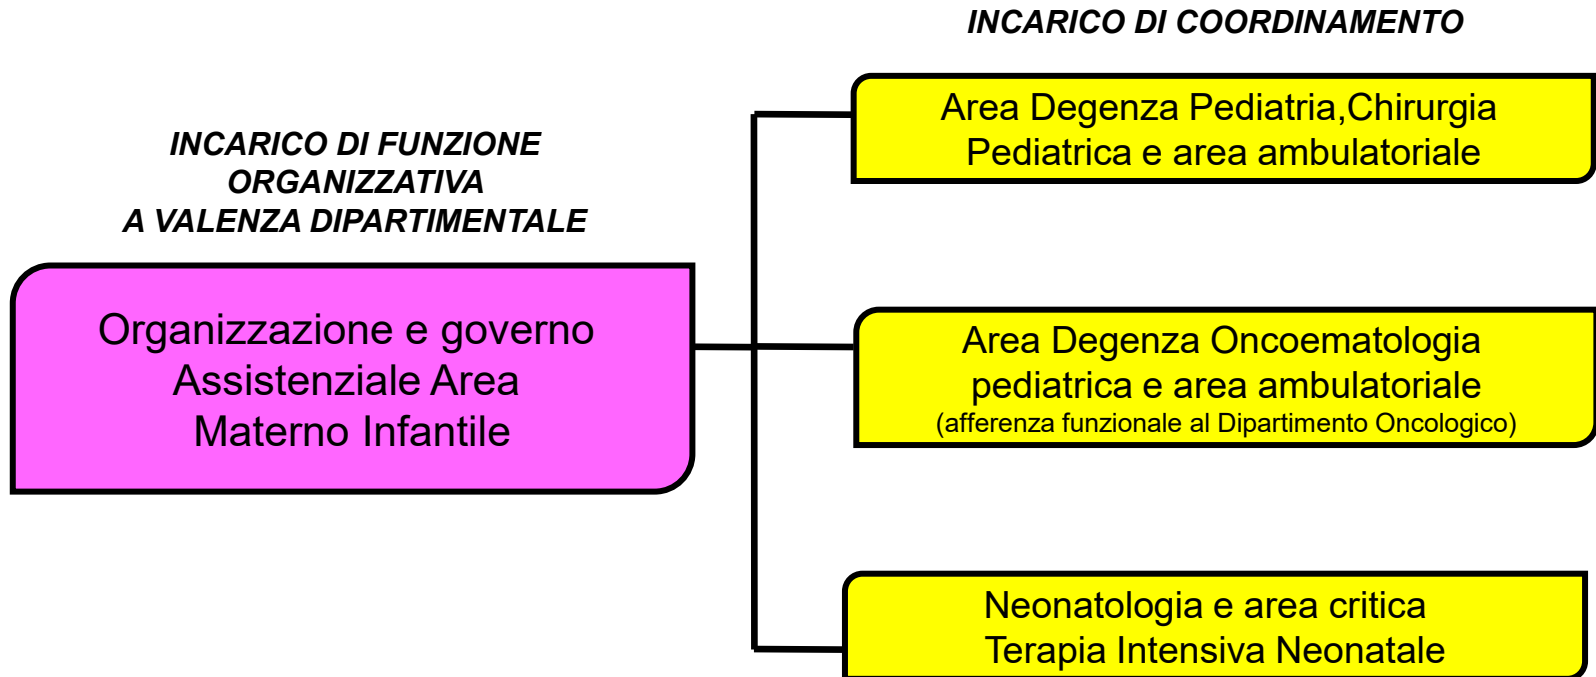 INCARICO DI COORDINAMENTO
INCARICO DI FUNZIONE
ORGANIZZATIVA
A VALENZA DIPARTIMENTALE
Organizzazione e governo
Assistenziale Area
Materno Infantile
Area Degenza Pediatria,Chirurgia
Pediatrica e area ambulatoriale
Area Degenza Oncoematologia
pediatrica e area ambulatoriale
(afferenza funzionale al Dipartimento Oncologico)
Neonatologia e area critica
Terapia Intensiva Neonatale